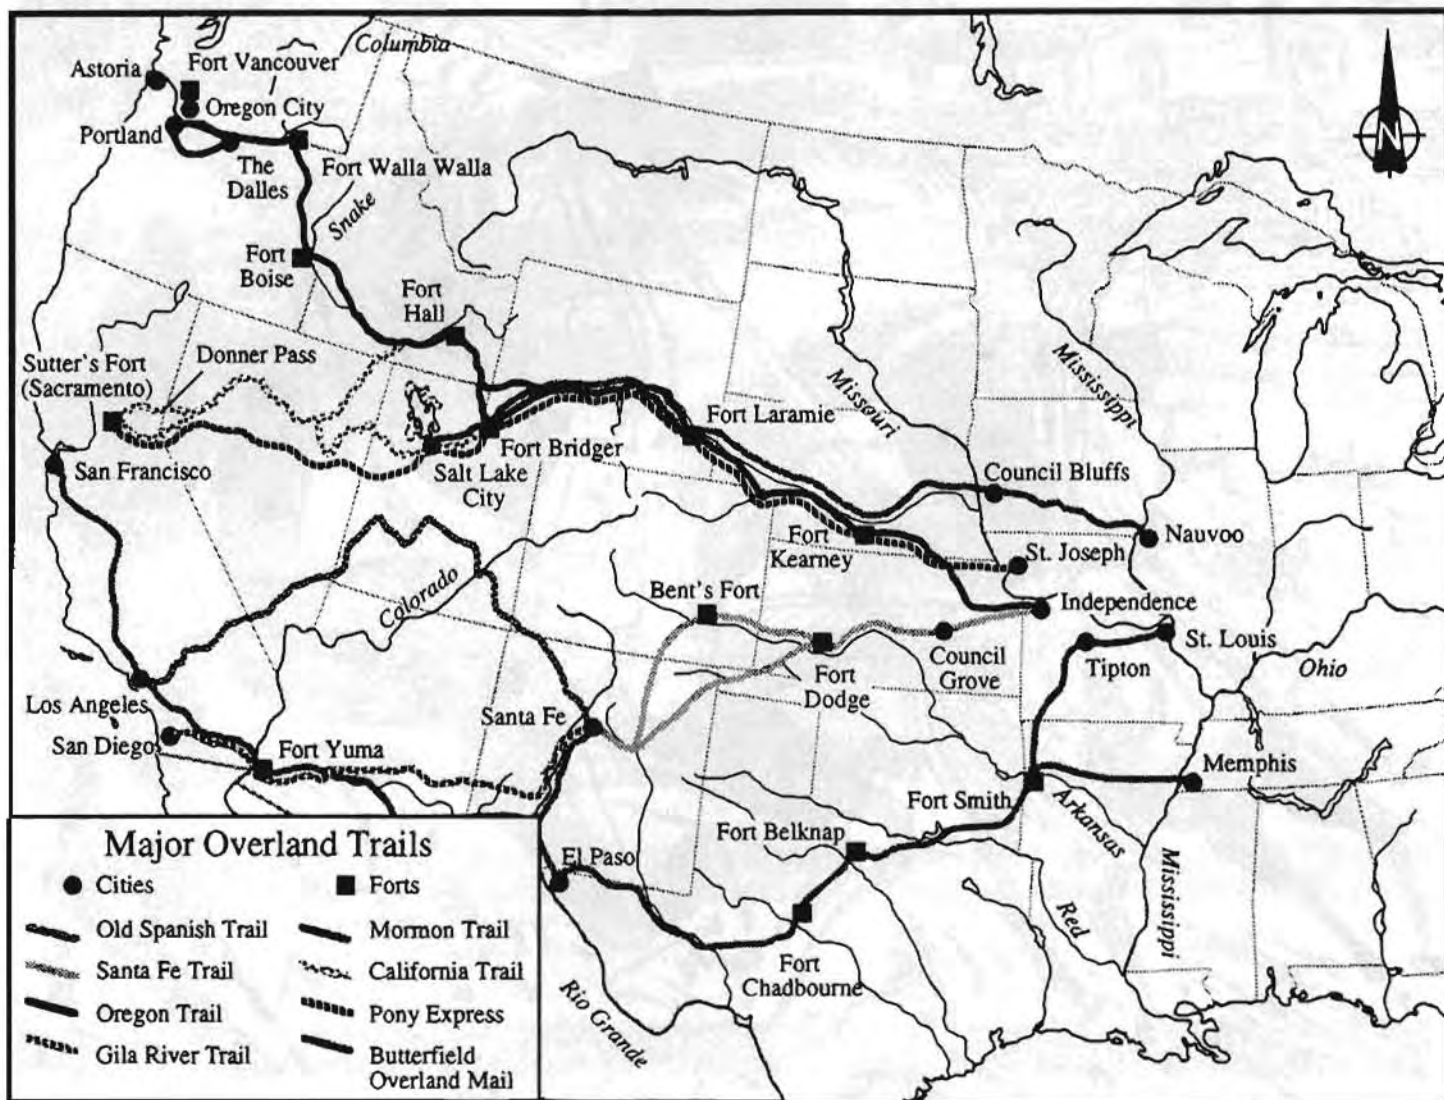 Columbia
Fort Vancouver
Astoria
Oregon City
Portland
The
Dalles
Fort Walla Walla
Snake
Fort
Boise
Fort
Hall
Sutter's Fort
(Sacramento)
Donner Pass
San Francisco
Salt Lake
City
Fort Bridger
Fort Laramie
Missouri
Mississippi
Council Bluffs
Nauvoo
Fort
Kearney
St. Joseph
Independence
Bent's Fort
Colorado
Council
Grove
Fort
Dodge
Tipton
St. Louis
Ohio
Los Angeles
San Diego
Fort Yuma
Santa Fe
Memphis
Fort Smith
Arkansas
Mississippi
Fort Belknap
El Paso
Red
Fort
Chadbourne
Rio Grande
N
Major Overland Trails
Cities
Forts
Old Spanish Trail
Mormon Trail
Santa Fe Trail
California Trail
Oregon Trail
Pony Express
Gila River Trail
Butterfield
Overland Mail